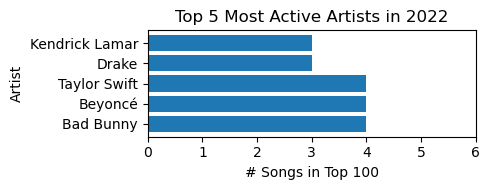 Top 5 Most Active Artists in 2022
Artist
Kendrick Lamar
Drake
Taylor Swift
Beyoncé
Bad Bunny
0 1 2 3 4 5 6
# Songs in Top 100